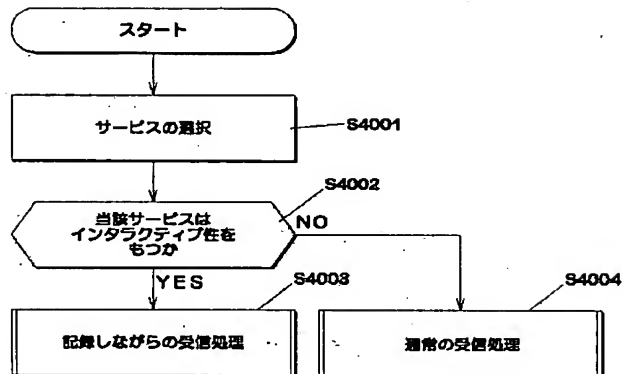 スタート
サービスの選択
S4001
S4002
当該サービスは
インタラクティブ性を
もつか
NO
YES
S4003
S4004
記録しながらの受信処理
通常の受信処理